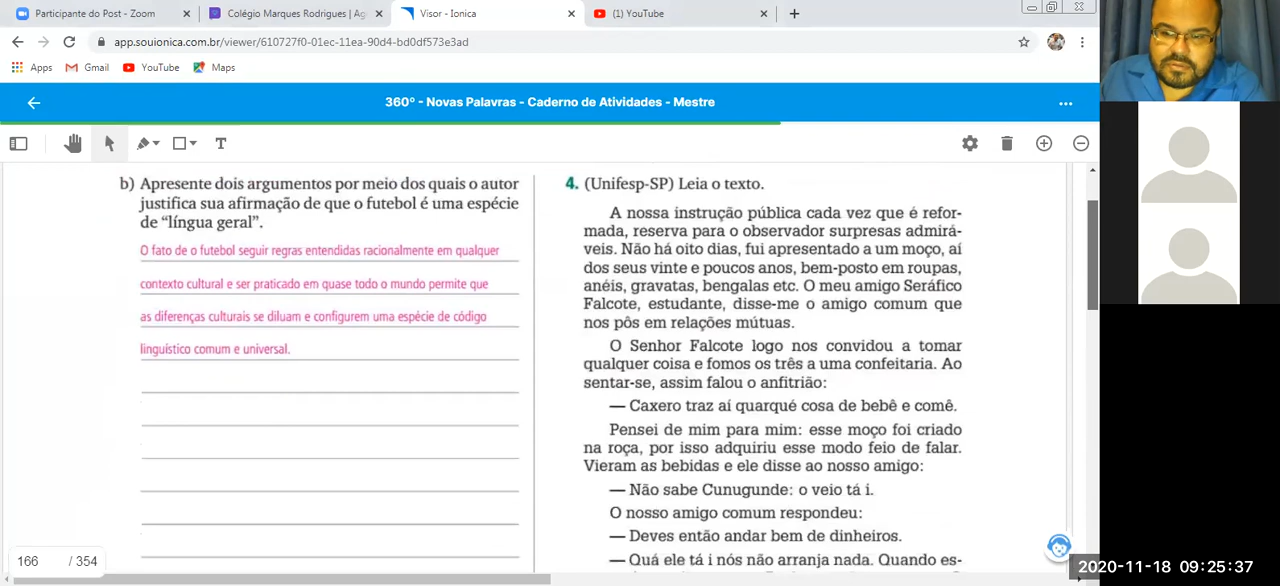 Participante do Post - Zoom
Colégio Marques Rodrigues | Ag
Visor - Ionica
(1) YouTube
app.souionica.com.br/viewer/610727f0-01ec-11ea-90d4-bd0df573e3ad
Apps
Gmail
YouTube
Maps
360º - Novas Palavras - Caderno de Atividades - Mestre
T
b) Apresente dois argumentos por meio dos quais o autor
justifica sua afirmação de que o futebol é uma espécie
de “língua geral”.
O fato de o futebol seguir regras entendidas racionalmente em qualquer
contexto cultural e ser praticado em quase todo o mundo permite que
as diferenças culturais se diluam e configurem uma espécie de código
linguístico comum e universal.
4. (Unifesp-SP) Leia o texto.
A nossa instrução pública cada vez que é refor-
mada, reserva para o observador surpresas admirá-
veis. Não há oito dias, fui apresentado a um moço, aí
dos seus vinte e poucos anos, bem-posto em roupas,
anéis, gravatas, bengalas etc. O meu amigo Seráfico
Falcote, estudante, disse-me o amigo comum que
nos pôs em relações mútuas.
O Senhor Falcote logo nos convidou a tomar
qualquer coisa e fomos os três a uma confeitaria. Ao
sentar-se, assim falou o anfitrião:
— Caxero traz aí quarqué cosa de bebê e comê.
Pensei de mim para mim: esse moço foi criado
na roça, por isso adquiriu esse modo feio de falar.
Vieram as bebidas e ele disse ao nosso amigo:
— Não sabe Cunugunde: o veio tá i.
O nosso amigo comum respondeu:
— Deves então andar bem de dinheiros.
— Quá ele tá i nós não arranja nada. Quando es-
166 / 354
2020-11-18 09:25:37